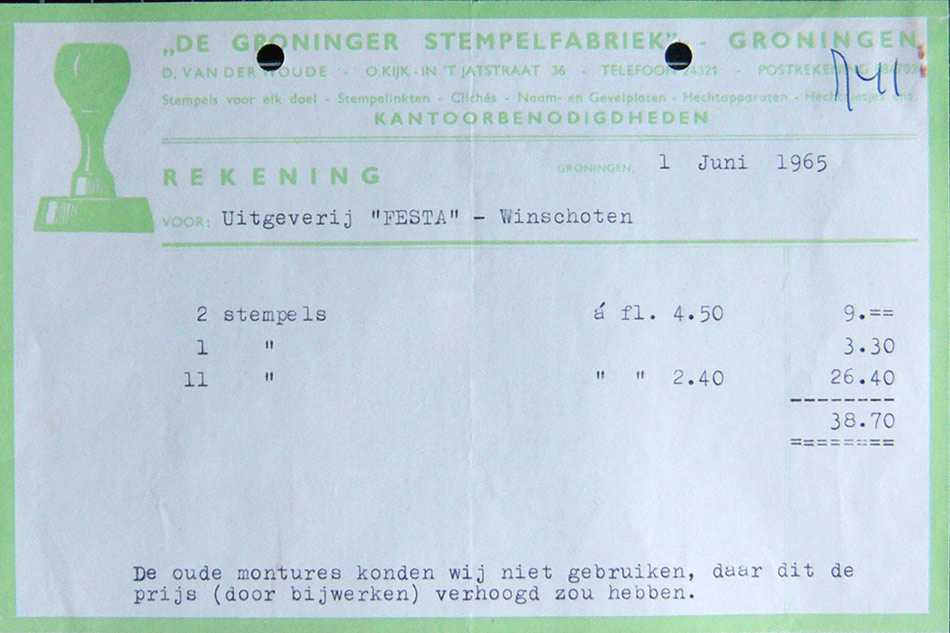 „DE GRONINGER STEMPELFABRIEK” - GRONINGEN
D. VAN DER WOUDE - O.KIJK-IN 'T JATSTRAAT 36 - TELEFOON 24321 - POSTREKENING
Stempels voor elk doel - Stempelinkten - Clichés - Naam- en Gevelplaten - Hechtapparaten - Hechtnietjes enz.
KANTOORBENODIGDHEDEN
REKENING
GRONINGEN, 1 Juni 1965
VOOR: Uitgeverij "FESTA" - Winschoten
2 stempels á fl. 4.50 9.==
1 " 3.30
11 " " " 2.40 26.40
--------
38.70
========
De oude montures konden wij niet gebruiken, daar dit de
prijs (door bijwerken) verhoogd zou hebben.